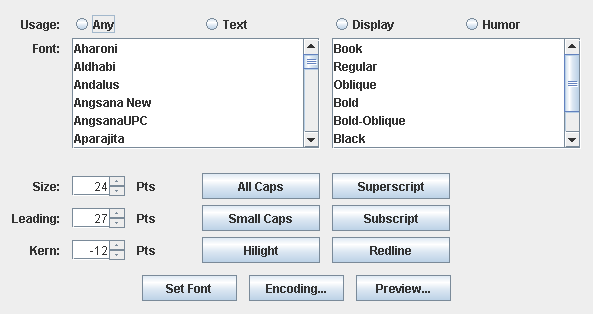 Usage: Any Text Display Humor
Font: Aharoni Book
Aldhabi Regular
Andalus Oblique
Angsana New Bold
AngsanaUPC Bold-Oblique
Aparajita Black
Size: 24 Pts All Caps Superscript
Leading: 27 Pts Small Caps Subscript
Kern: -12 Pts Hilight Redline
Set Font Encoding... Preview...